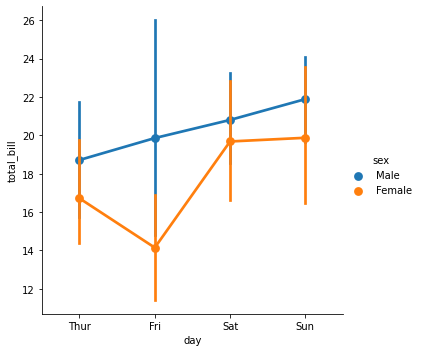 26
24
22
20
18
16
14
12
total_bill
Thur Fri Sat Sun
day
sex
Male
Female